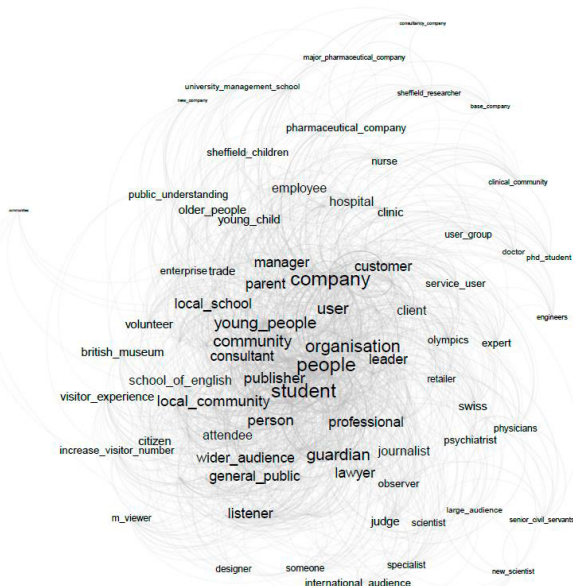 consultancy_company
major_pharmaceutical_company
university_management_school
sheffield_researcher
new_company
base_company
pharmaceutical_company
sheffield_children
nurse
clinical_community
employee
public_understanding
hospital
older_people
clinic
young_child
user_group
doctor
phd_student
manager
customer
enterprise
trade
company
parent
service_user
local_school
user
client
engineers
volunteer
young_people
community
organisation
olympics
expert
british_museum
consultant
leader
people
school_of_english
publisher
retailer
student
visitor_experience
local_community
swiss
person
professional
physicians
attendee
citizen
psychiatrist
increase_visitor_number
wider_audience
guardian
journalist
general_public
lawyer
observer
large_audience
m_viewer
listener
judge
scientist
senior_civil_servants
designer
someone
specialist
new_scientist
international_audience